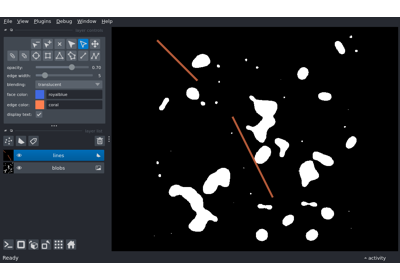 File View Plugins Window Debug Help
opacity: 0.70
edge width: 5
blending: translucent
face color: royalblue
edge color: coral
display text: ✓
lines
blobs
Ready
activity